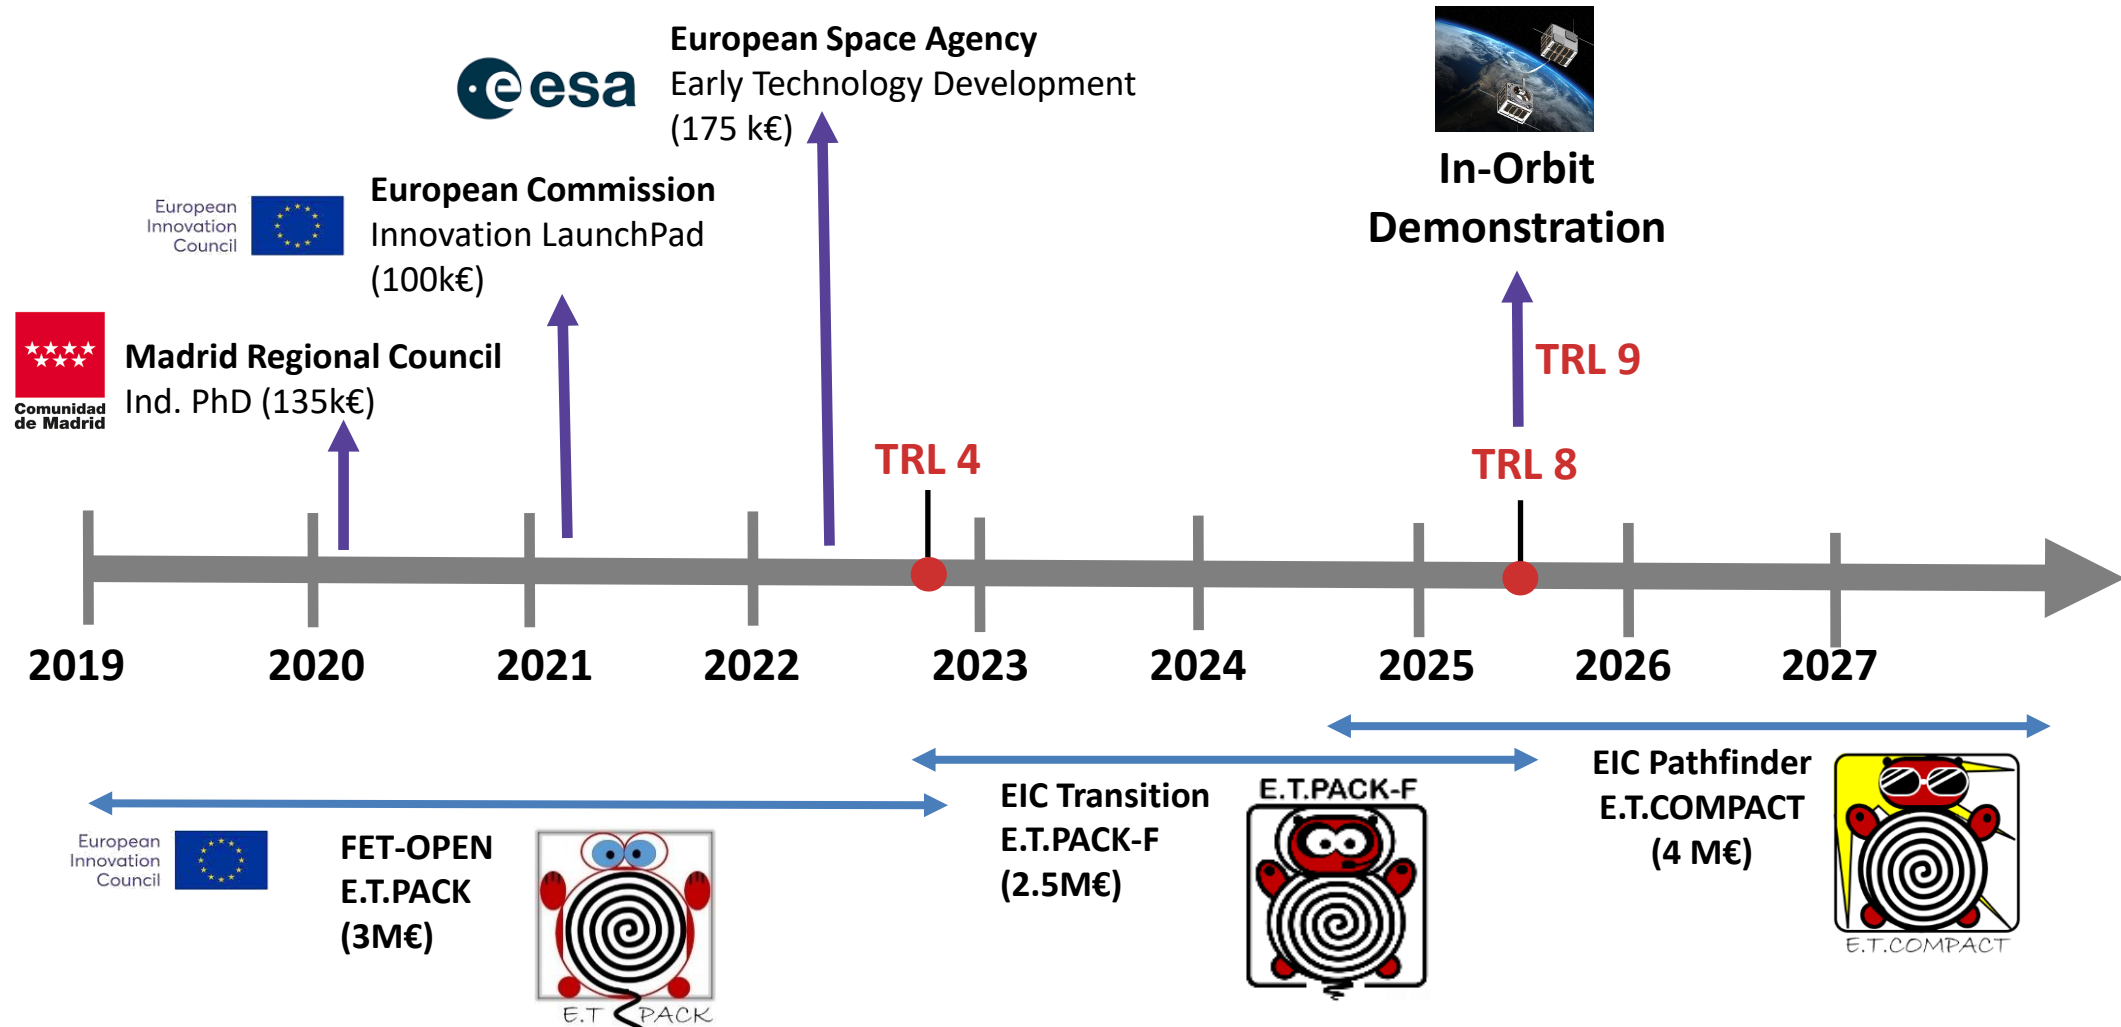 esa
European Space Agency
Early Technology Development
(175 k€)
In-Orbit
Demonstration
European
Innovation
Council
European Commission
Innovation LaunchPad
(100k€)
Comunidad
de Madrid
Madrid Regional Council
Ind. PhD (135k€)
TRL 9
TRL 4
TRL 8
2019
2020
2021
2022
2023
2024
2025
2026
2027
European
Innovation
Council
FET-OPEN
E.T.PACK
(3M€)
E.T PACK
EIC Transition
E.T.PACK-F
(2.5M€)
E.T.PACK-F
EIC Pathfinder
E.T.COMPACT
(4 M€)
E.T.COMPACT